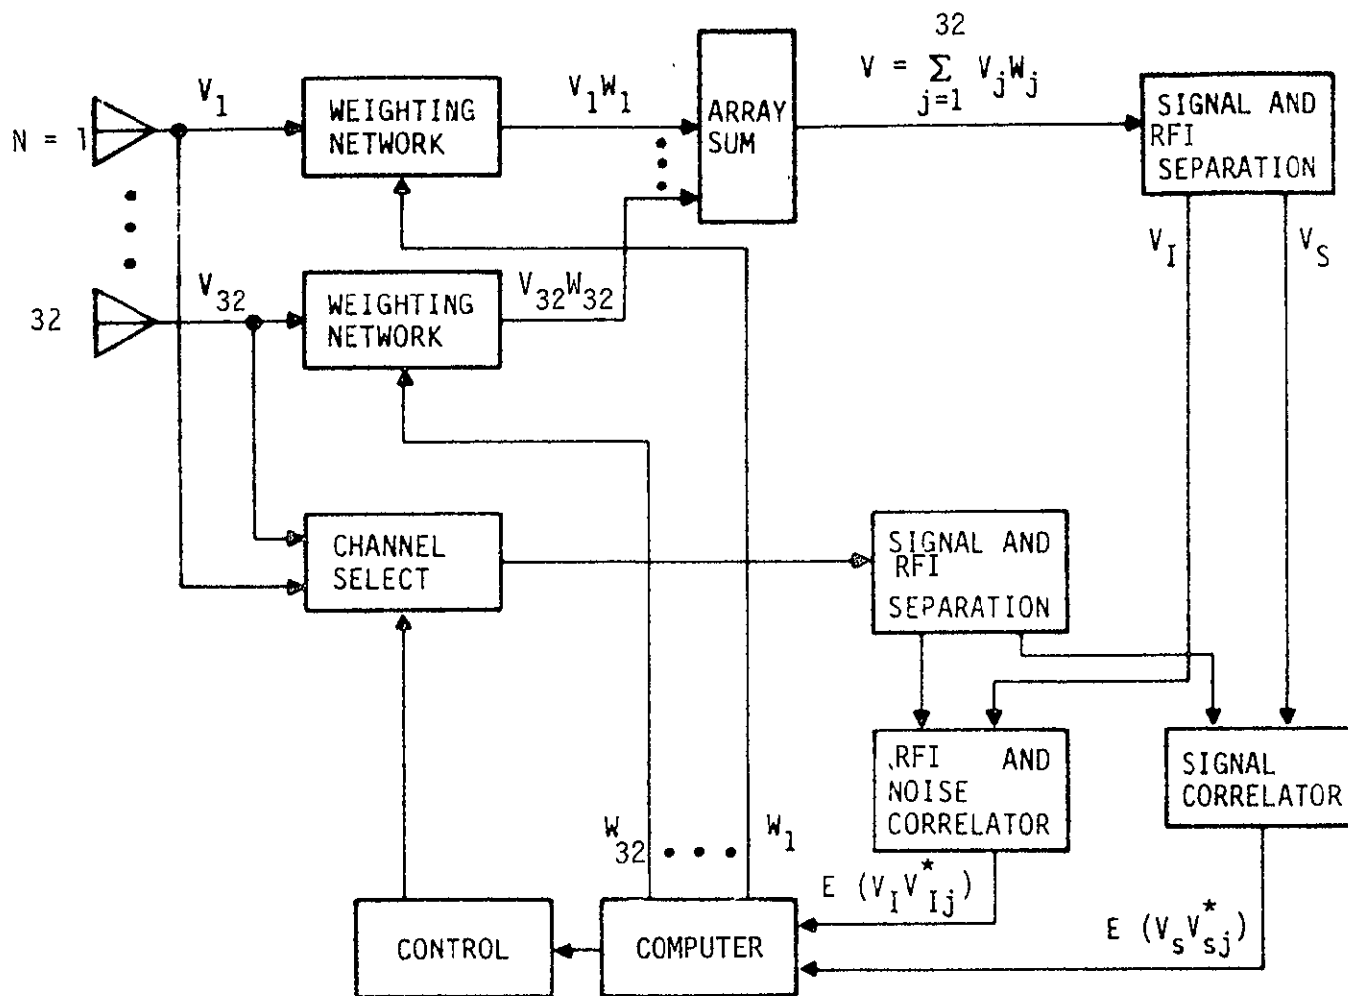 32
V = Σ V_j W_j
j=1
N = 1
V_1
WEIGHTING
NETWORK
V_1 W_1
ARRAY
SUM
SIGNAL AND
RFI
SEPARATION
V_I
V_S
32
V_32
WEIGHTING
NETWORK
V_32 W_32
CHANNEL
SELECT
SIGNAL AND
RFI
SEPARATION
RFI AND
NOISE
CORRELATOR
SIGNAL
CORRELATOR
W_32 • • • W_1
E (V_I V*_Ij)
E (V_s V*_sj)
CONTROL
COMPUTER